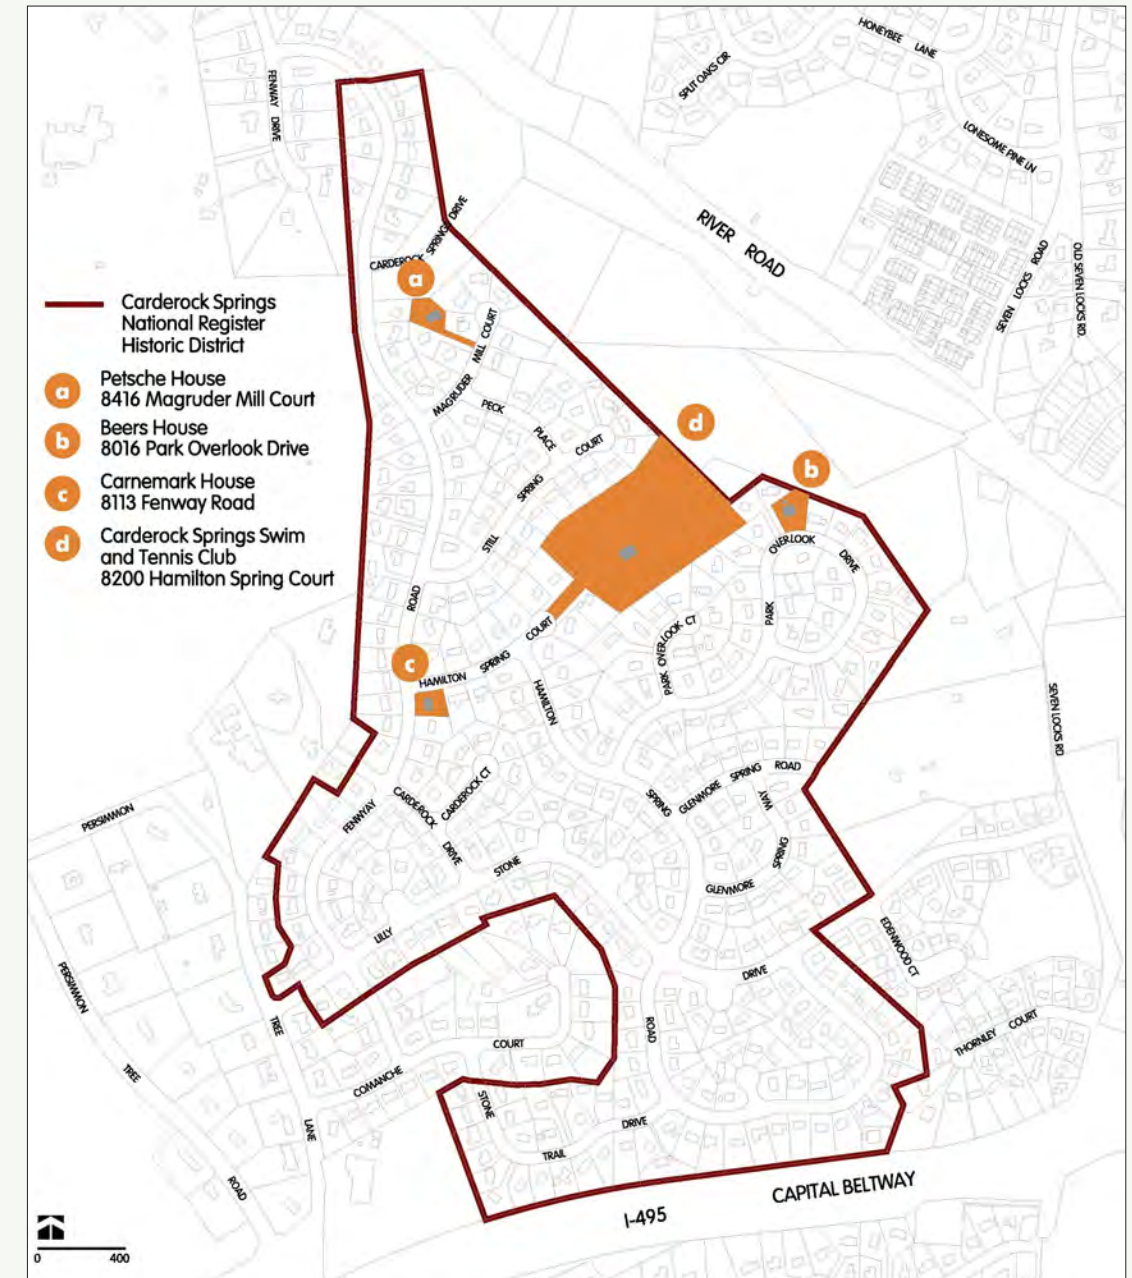 HONEYBEE LANE
SPLIT OAKS CIR
FENWAY DRIVE
LONESOME PINE LN
CARDEROCK SPRINGS DRIVE
RIVER ROAD
SEVEN LOCKS ROAD
OLD SEVEN LOCKS RD.
a
Carderock Springs
National Register
Historic District
a
Petsche House
8416 Magruder Mill Court
b
Beers House
8016 Park Overlook Drive
c
Carnemark House
8113 Fenway Road
d
Carderock Springs Swim
and Tennis Club
8200 Hamilton Spring Court
MAGRUDER MILL COURT
PECK PLACE
d
STILL SPRING COURT
b
OVERLOOK
PARK
DRIVE
ROAD
PARK OVERLOOK CT
c
HAMILTON SPRING COURT
HAMILTON
SPRING
ROAD
SEVEN LOCKS RD
GLENMORE SPRING
WAY
GLENMORE SPRING
CARDEROCK CT
FENWYAY
CARDEROCK
DRIVE
STONE
LILLY
PERSIMMON
PERSIMMON
TREE
ROAD
TREE
LANE
EDENWOOD CT
THORNLEY COURT
DRIVE
ROAD
COMANCHE COURT
STONE
TRAIL
DRIVE
CAPITAL BELTWAY
I-495
0 400